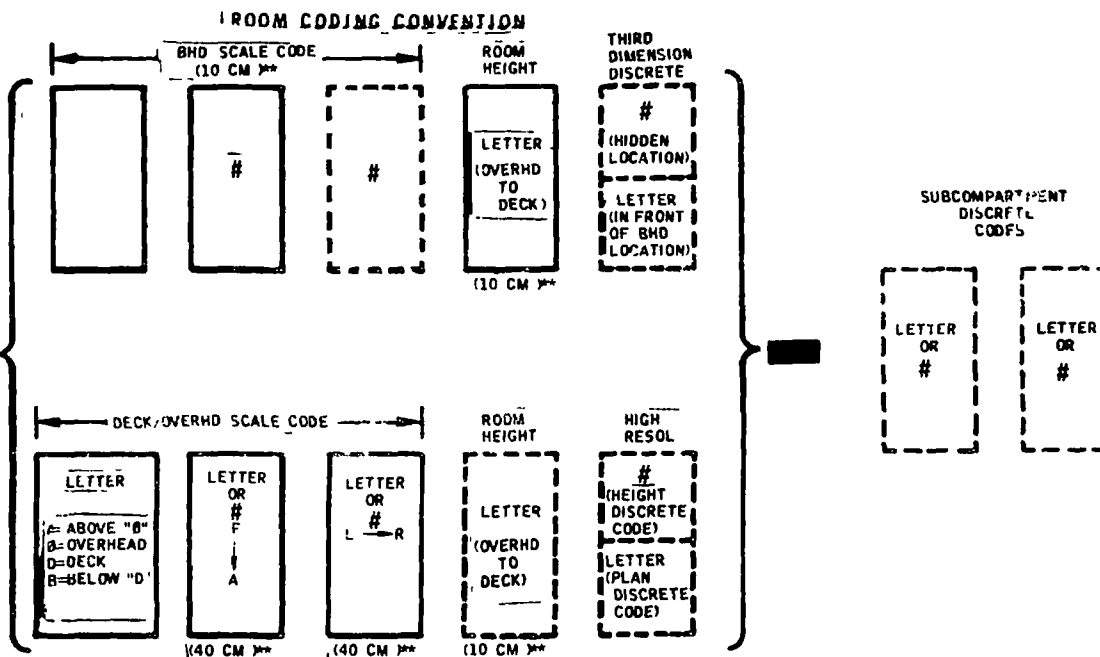 ROOM CODING CONVENTION
BHD SCALE CODE
(10 CM)**
ROOM
HEIGHT
THIRD
DIMENSION
DISCRETE
#
#
LETTER
(OVERHD
TO
DECK)
#
(HIDDEN
LOCATION)
LETTER
(IN FRONT
OF BHD
LOCATION)
(10 CM)**
SUBCOMPARTMENT
DISCRETE
CODES
LETTER
OR
#
LETTER
OR
#
DECK/OVERHD SCALE CODE
ROOM
HEIGHT
HIGH
RESOL
LETTER
= ABOVE "0"
=OVERHEAD
D=DECK
B=BELOW "D"
LETTER
OR
#
F
A
LETTER
OR
#
L R
LETTER
(OVERHD
TO
DECK)
#
(HEIGHT
DISCRETE
CODE)
LETTER
(PLAN
DISCRETE
CODE)
(40 CM)**
(40 CM)**
(10 CM)**